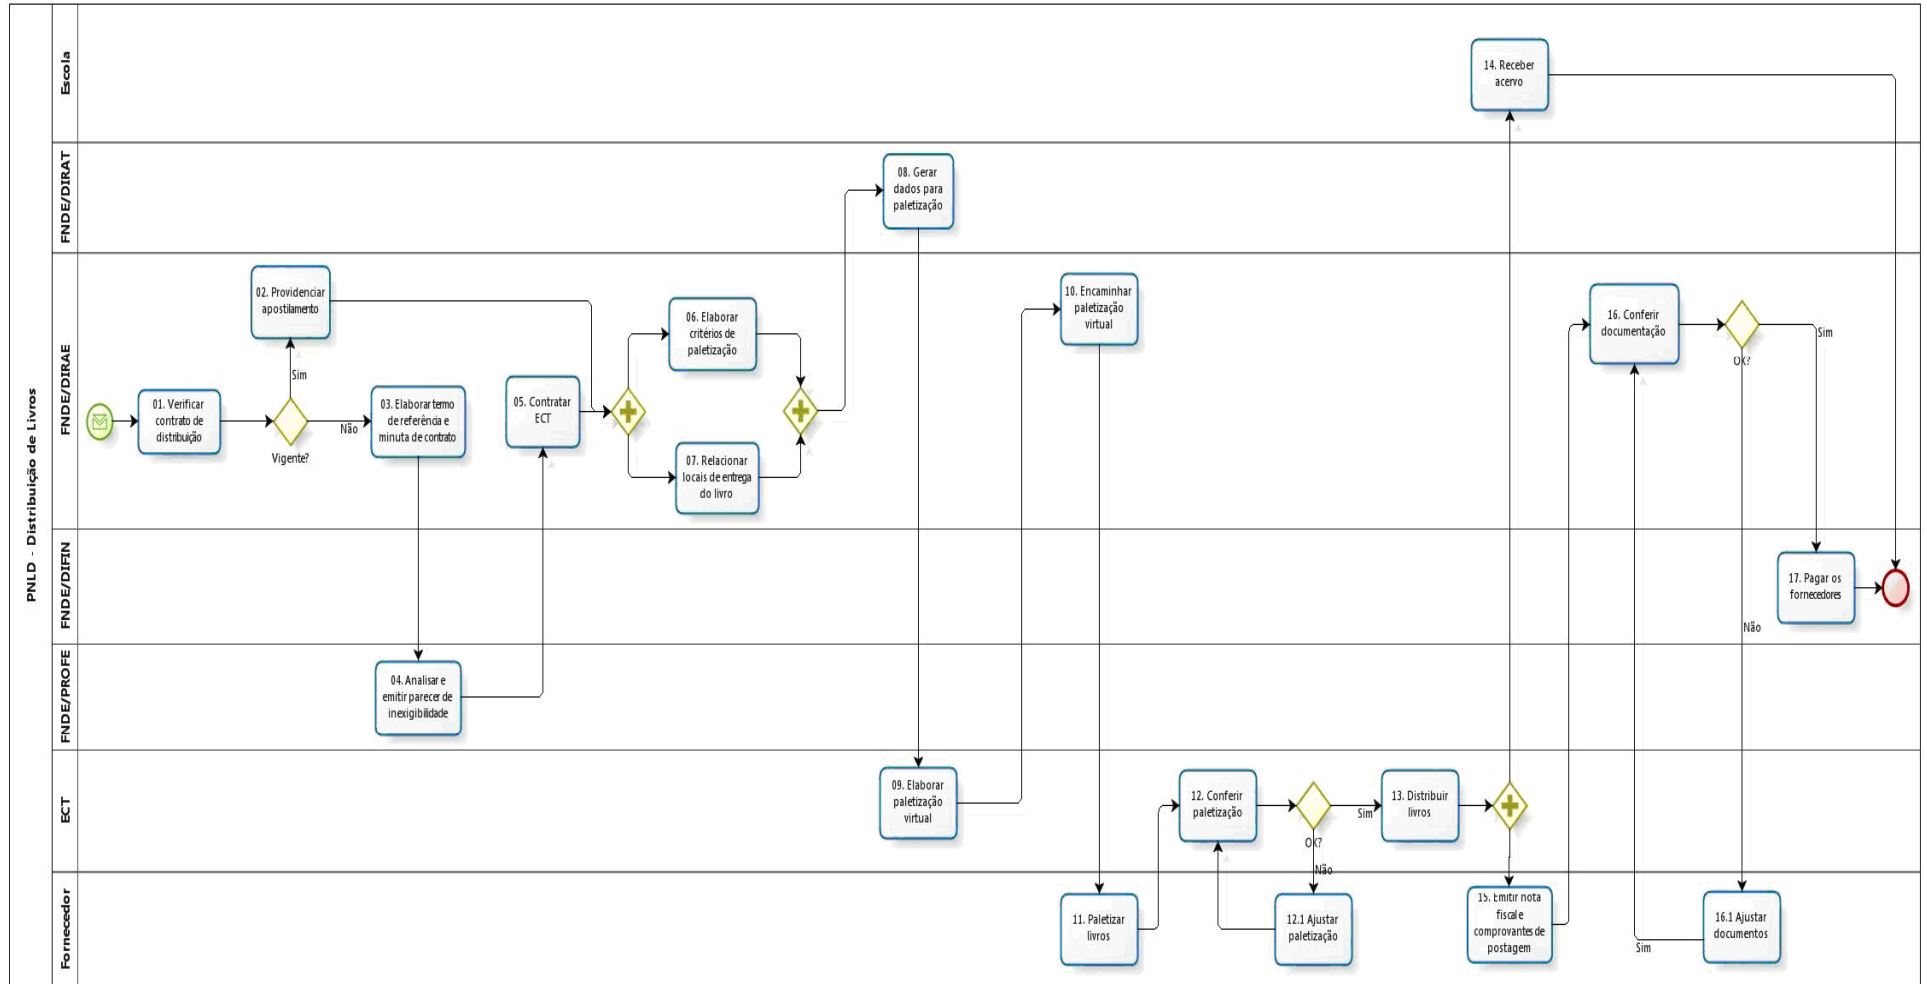 PNLD - Distribuição de Livros
Escola
14. Receber
acervo
FNDE/DIRAT
08. Gerar
dados para
paletização
FNDE/DIRAE
01. Verificar
contrato de
distribuição
Vigente?
Sim
Não
02. Providenciar
apostilamento
03. Elaborar termo
de referência e
minuta de contrato
05. Contratar
ECT
06. Elaborar
critérios de
paletização
07. Relacionar
locais de entrega
do livro
10. Encaminhar
paletização
virtual
16. Conferir
documentação
OK?
Sim
FNDE/DIFIN
17. Pagar os
fornecedores
Não
FNDE/PROFE
04. Analisar e
emitir parecer de
inexigibilidade
ECT
09. Elaborar
paletização
virtual
12. Conferir
paletização
OK?
Sim
Não
13. Distribuir
livros
Fornecedor
11. Paletizar
livros
12.1 Ajustar
paletização
15. Emitir nota
fiscal e
comprovantes de
postagem
Sim
16.1 Ajustar
documentos